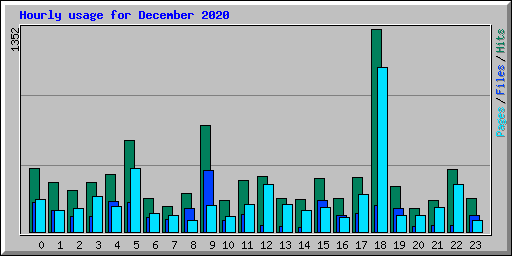 Hourly usage for December 2020
1352
Pages/Files/Hits
0 1 2 3 4 5 6 7 8 9 10 11 12 13 14 15 16 17 18 19 20 21 22 23